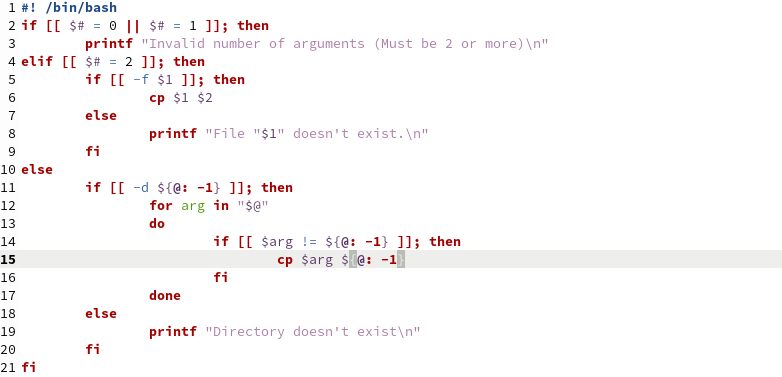 1 #! /bin/bash
2 if [[ $# = 0 || $# = 1 ]]; then
3         printf "Invalid number of arguments (Must be 2 or more)\n"
4 elif [[ $# = 2 ]]; then
5         if [[ -f $1 ]]; then
6                 cp $1 $2
7         else
8                 printf "File "$1" doesn't exist.\n"
9         fi
10 else
11         if [[ -d ${@: -1} ]]; then
12                 for arg in "$@"
13                 do
14                         if [[ $arg != ${@: -1} ]]; then
15                                 cp $arg ${@: -1}
16                         fi
17                 done
18         else
19                 printf "Directory doesn't exist\n"
20         fi
21 fi